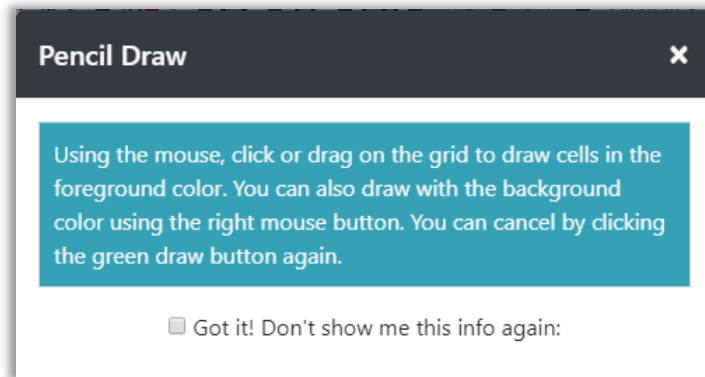 Pencil Draw
Using the mouse, click or drag on the grid to draw cells in the
foreground color. You can also draw with the background
color using the right mouse button. You can cancel by clicking
the green draw button again.
Got it! Don't show me this info again: